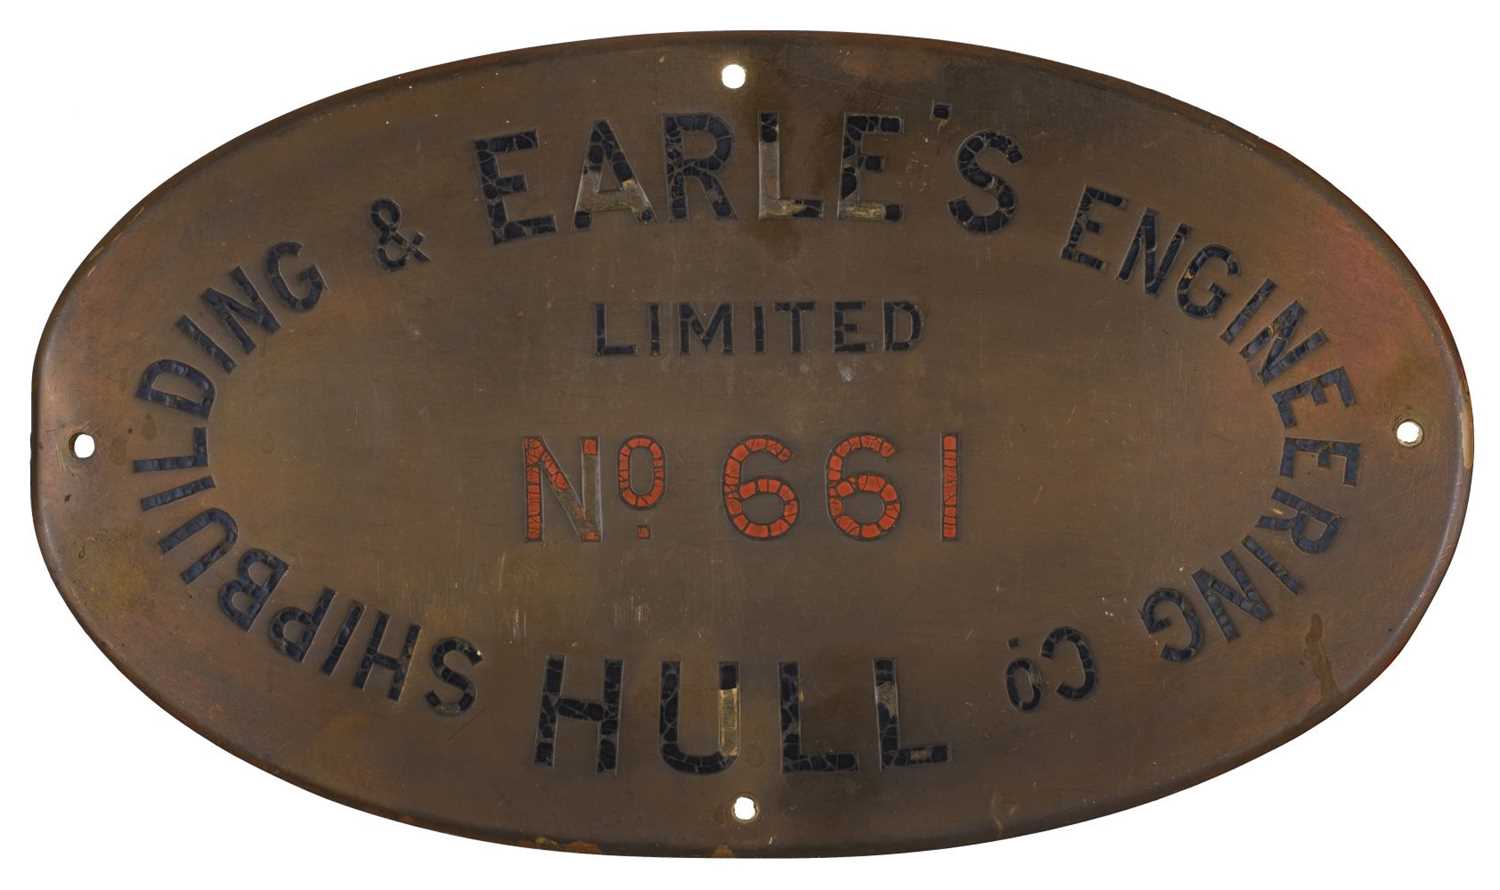 EARLE'S
SHIPBUILDING & ENGINEERING Co.
LIMITED
No. 661
HULL